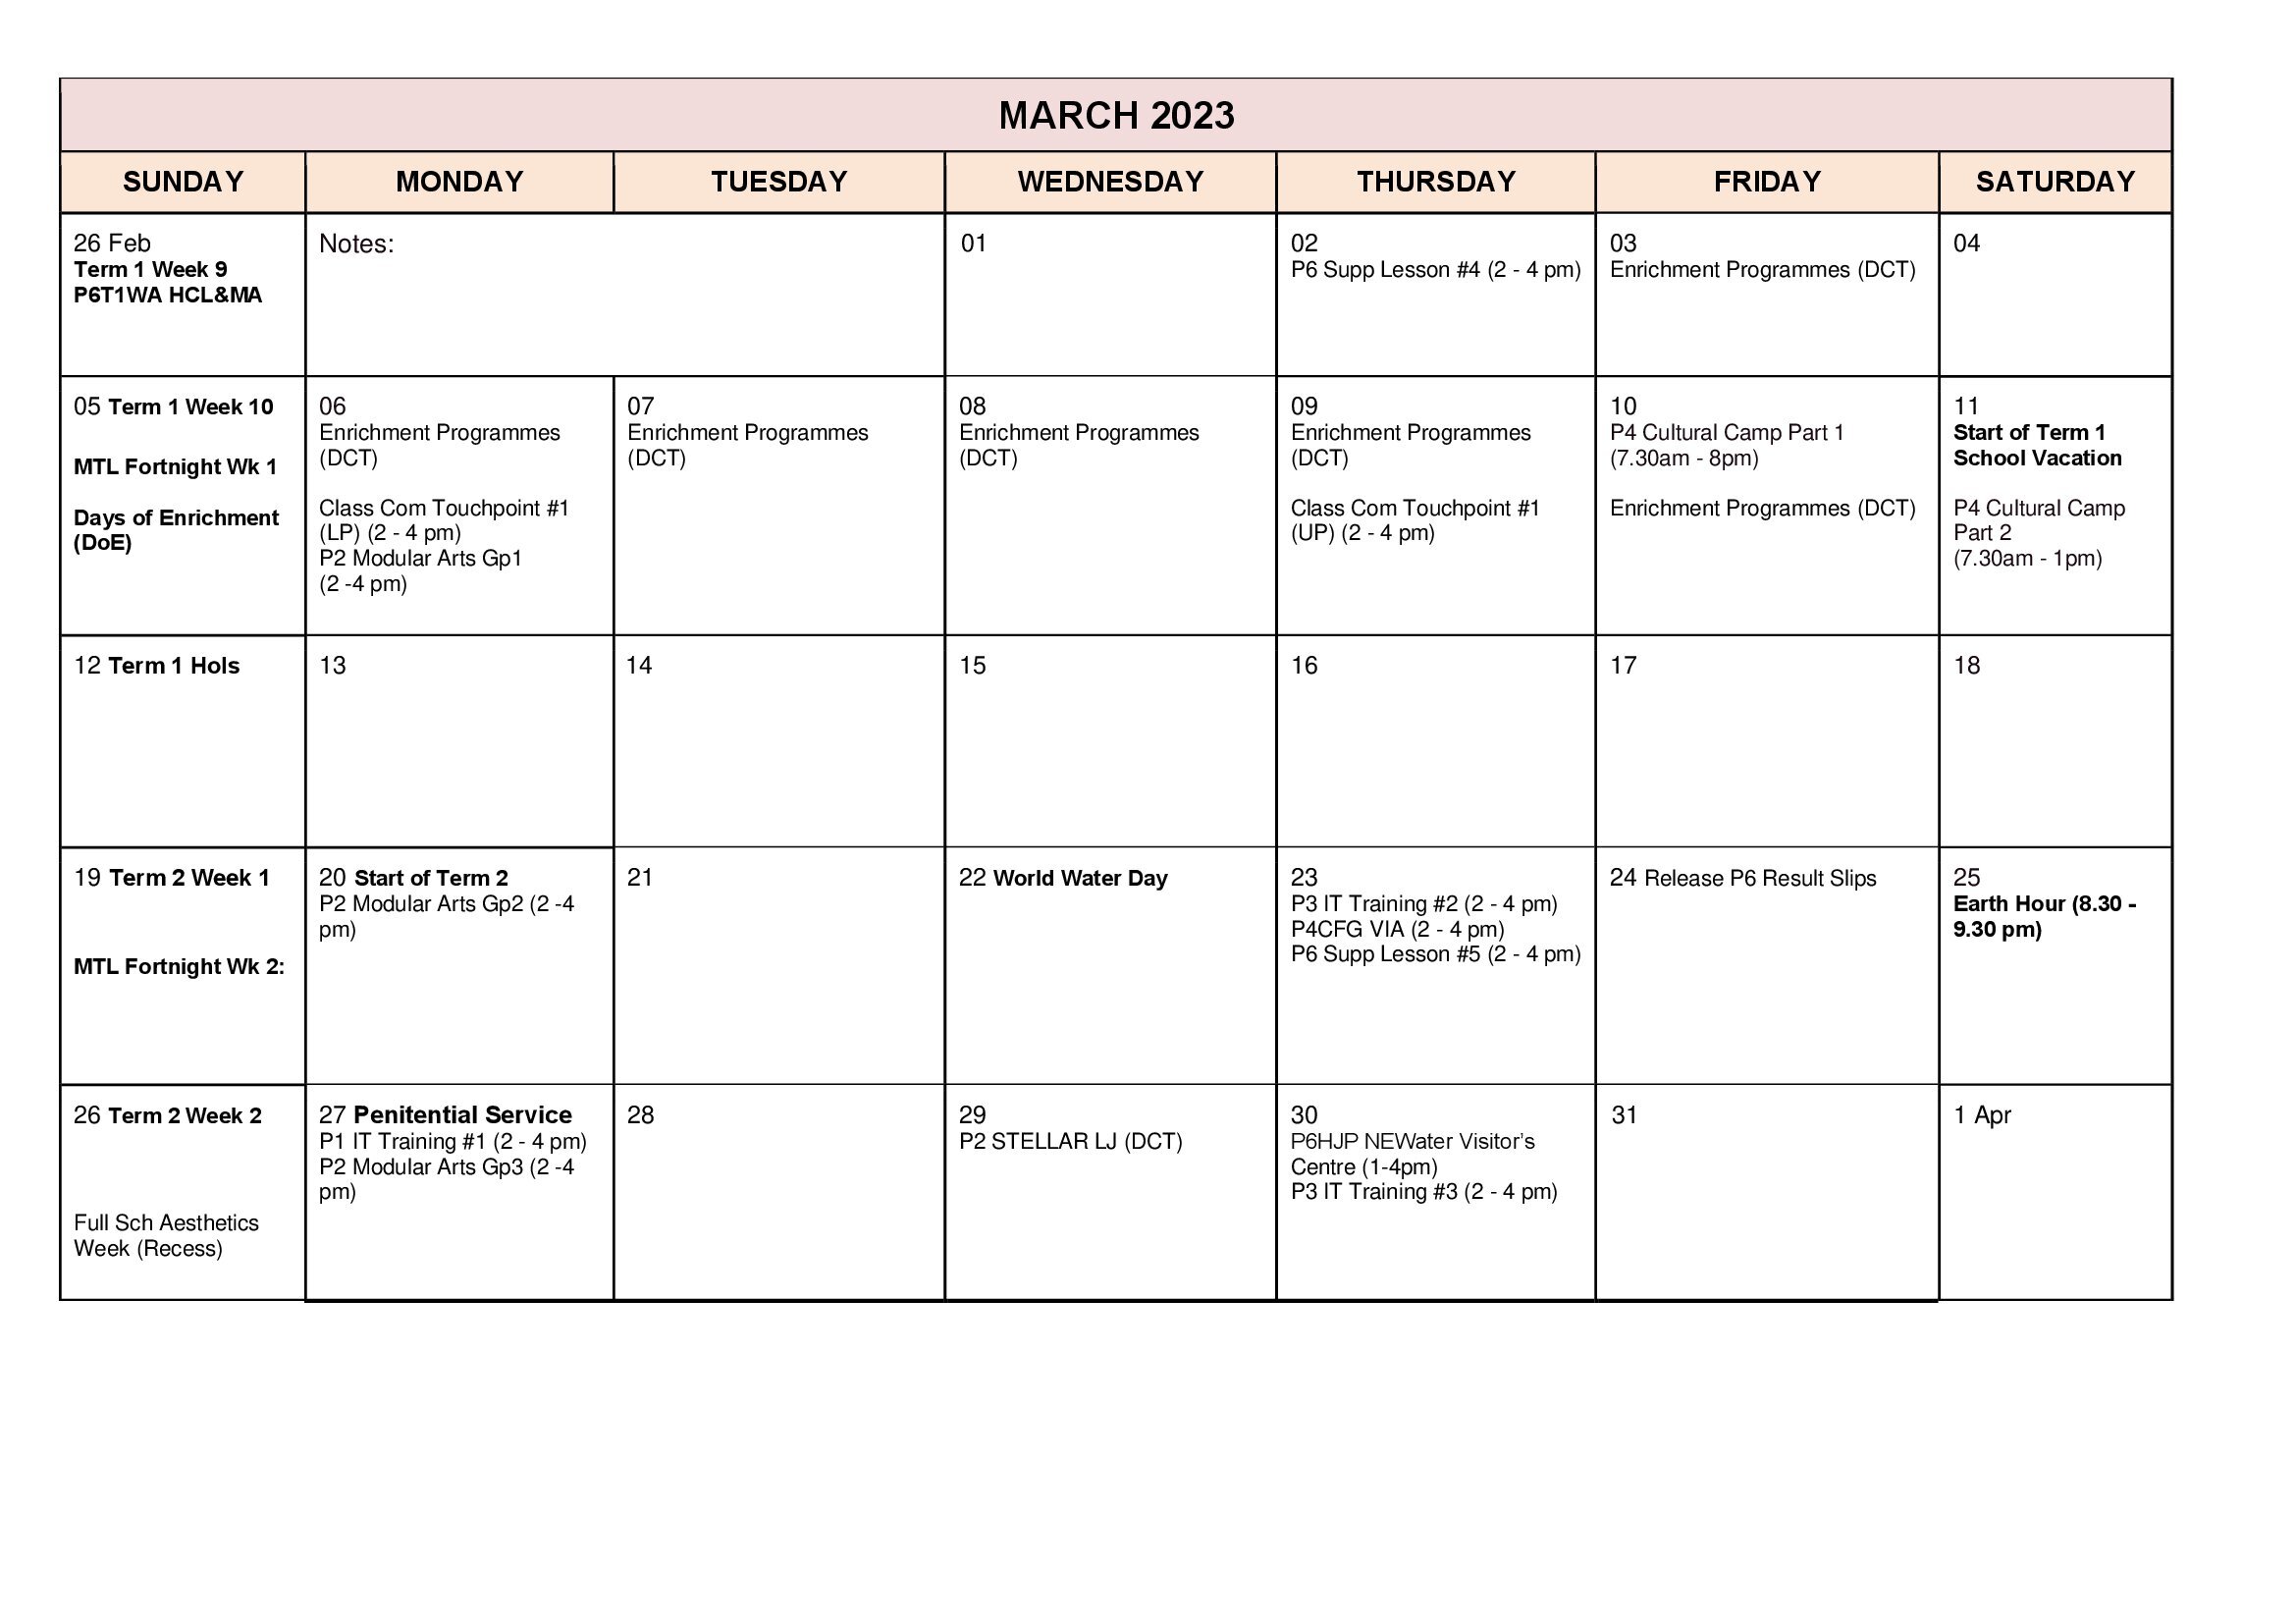 MARCH 2023
SUNDAY
MONDAY
TUESDAY
WEDNESDAY
THURSDAY
FRIDAY
SATURDAY
26 Feb
Term 1 Week 9
P6T1WA HCL&MA
Notes:
01
02
P6 Supp Lesson #4 (2 - 4 pm)
03
Enrichment Programmes (DCT)
04
05 Term 1 Week 10
MTL Fortnight Wk 1
Days of Enrichment
(DoE)
06
Enrichment Programmes
(DCT)
Class Com Touchpoint #1
(LP) (2 - 4 pm)
P2 Modular Arts Gp1
(2 -4 pm)
07
Enrichment Programmes
(DCT)
08
Enrichment Programmes
(DCT)
09
Enrichment Programmes
(DCT)
Class Com Touchpoint #1
(UP) (2 - 4 pm)
10
P4 Cultural Camp Part 1
(7.30am - 8pm)
Enrichment Programmes (DCT)
11
Start of Term 1
School Vacation
P4 Cultural Camp
Part 2
(7.30am - 1pm)
12 Term 1 Hols
13
14
15
16
17
18
19 Term 2 Week 1
MTL Fortnight Wk 2:
20 Start of Term 2
P2 Modular Arts Gp2 (2 -4
pm)
21
22 World Water Day
23
P3 IT Training #2 (2 - 4 pm)
P4CFG VIA (2 - 4 pm)
P6 Supp Lesson #5 (2 - 4 pm)
24 Release P6 Result Slips
25
Earth Hour (8.30 -
9.30 pm)
26 Term 2 Week 2
Full Sch Aesthetics
Week (Recess)
27 Penitential Service
P1 IT Training #1 (2 - 4 pm)
P2 Modular Arts Gp3 (2 -4
pm)
28
29
P2 STELLAR LJ (DCT)
30
P6HJP NEWater Visitor's
Centre (1-4pm)
P3 IT Training #3 (2 - 4 pm)
31
1 Apr